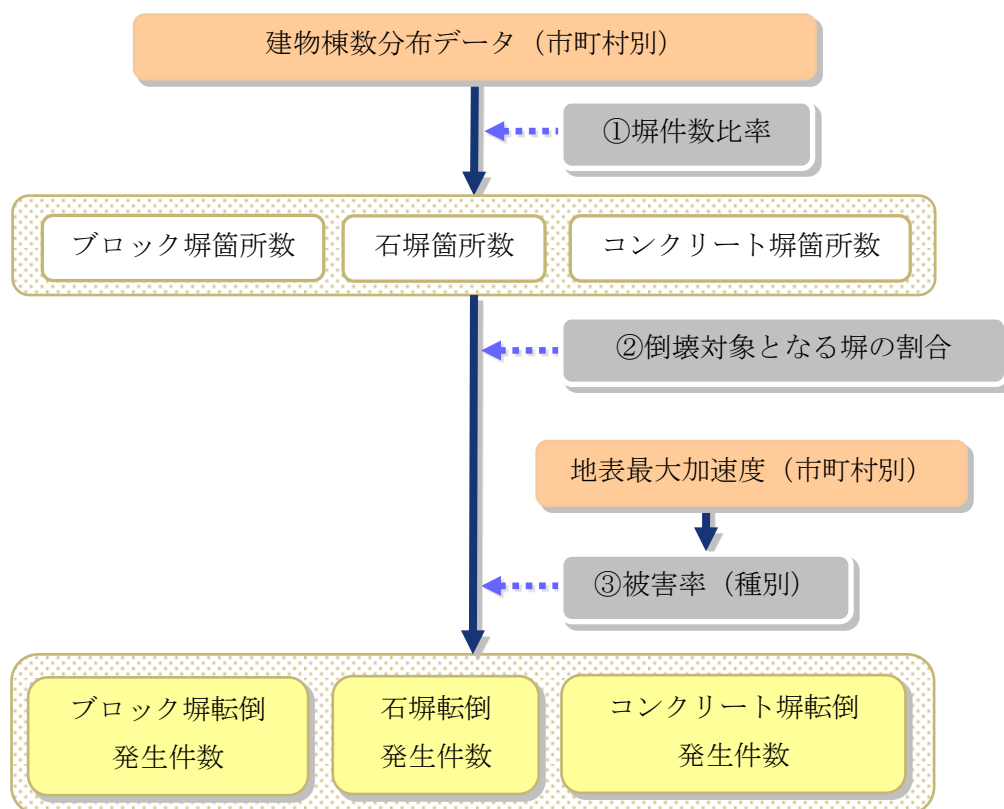 建物棟数分布データ（市町村別）
①塀件数比率
ブロック塀箇所数
石塀箇所数
コンクリート塀箇所数
②倒壊対象となる塀の割合
地表最大加速度（市町村別）
③被害率（種別）
ブロック塀転倒
発生件数
石塀転倒
発生件数
コンクリート塀転倒
発生件数